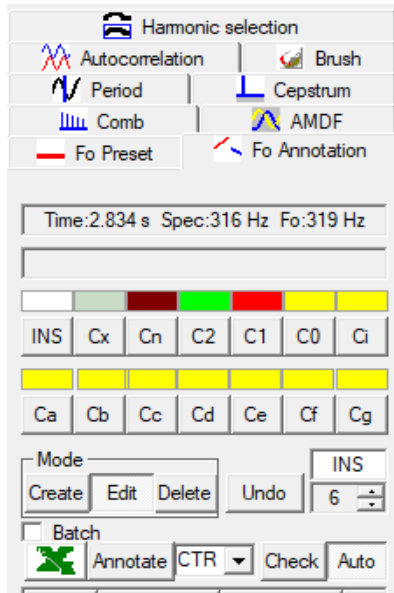 Harmonic selection
Autocorrelation Brush
Period Cepstrum
Comb AMDF
Fo Preset Fo Annotation
Time:2.834 s Spec:316 Hz Fo:319 Hz
INS Cx Cn C2 C1 C0 Ci
Ca Cb Cc Cd Ce Cf Cg
Mode INS
Create Edit Delete Undo 6
Batch
Annotate CTR Check Auto